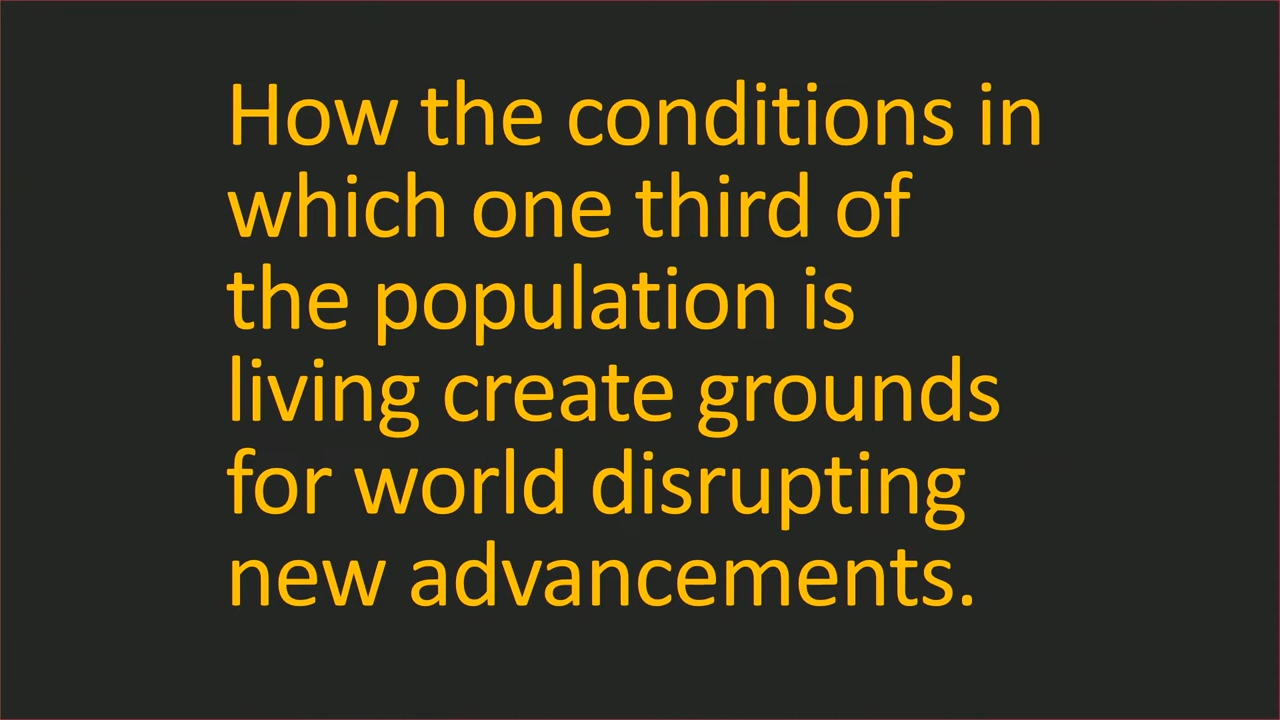 How the conditions in
which one third of
the population is
living create grounds
for world disrupting
new advancements.